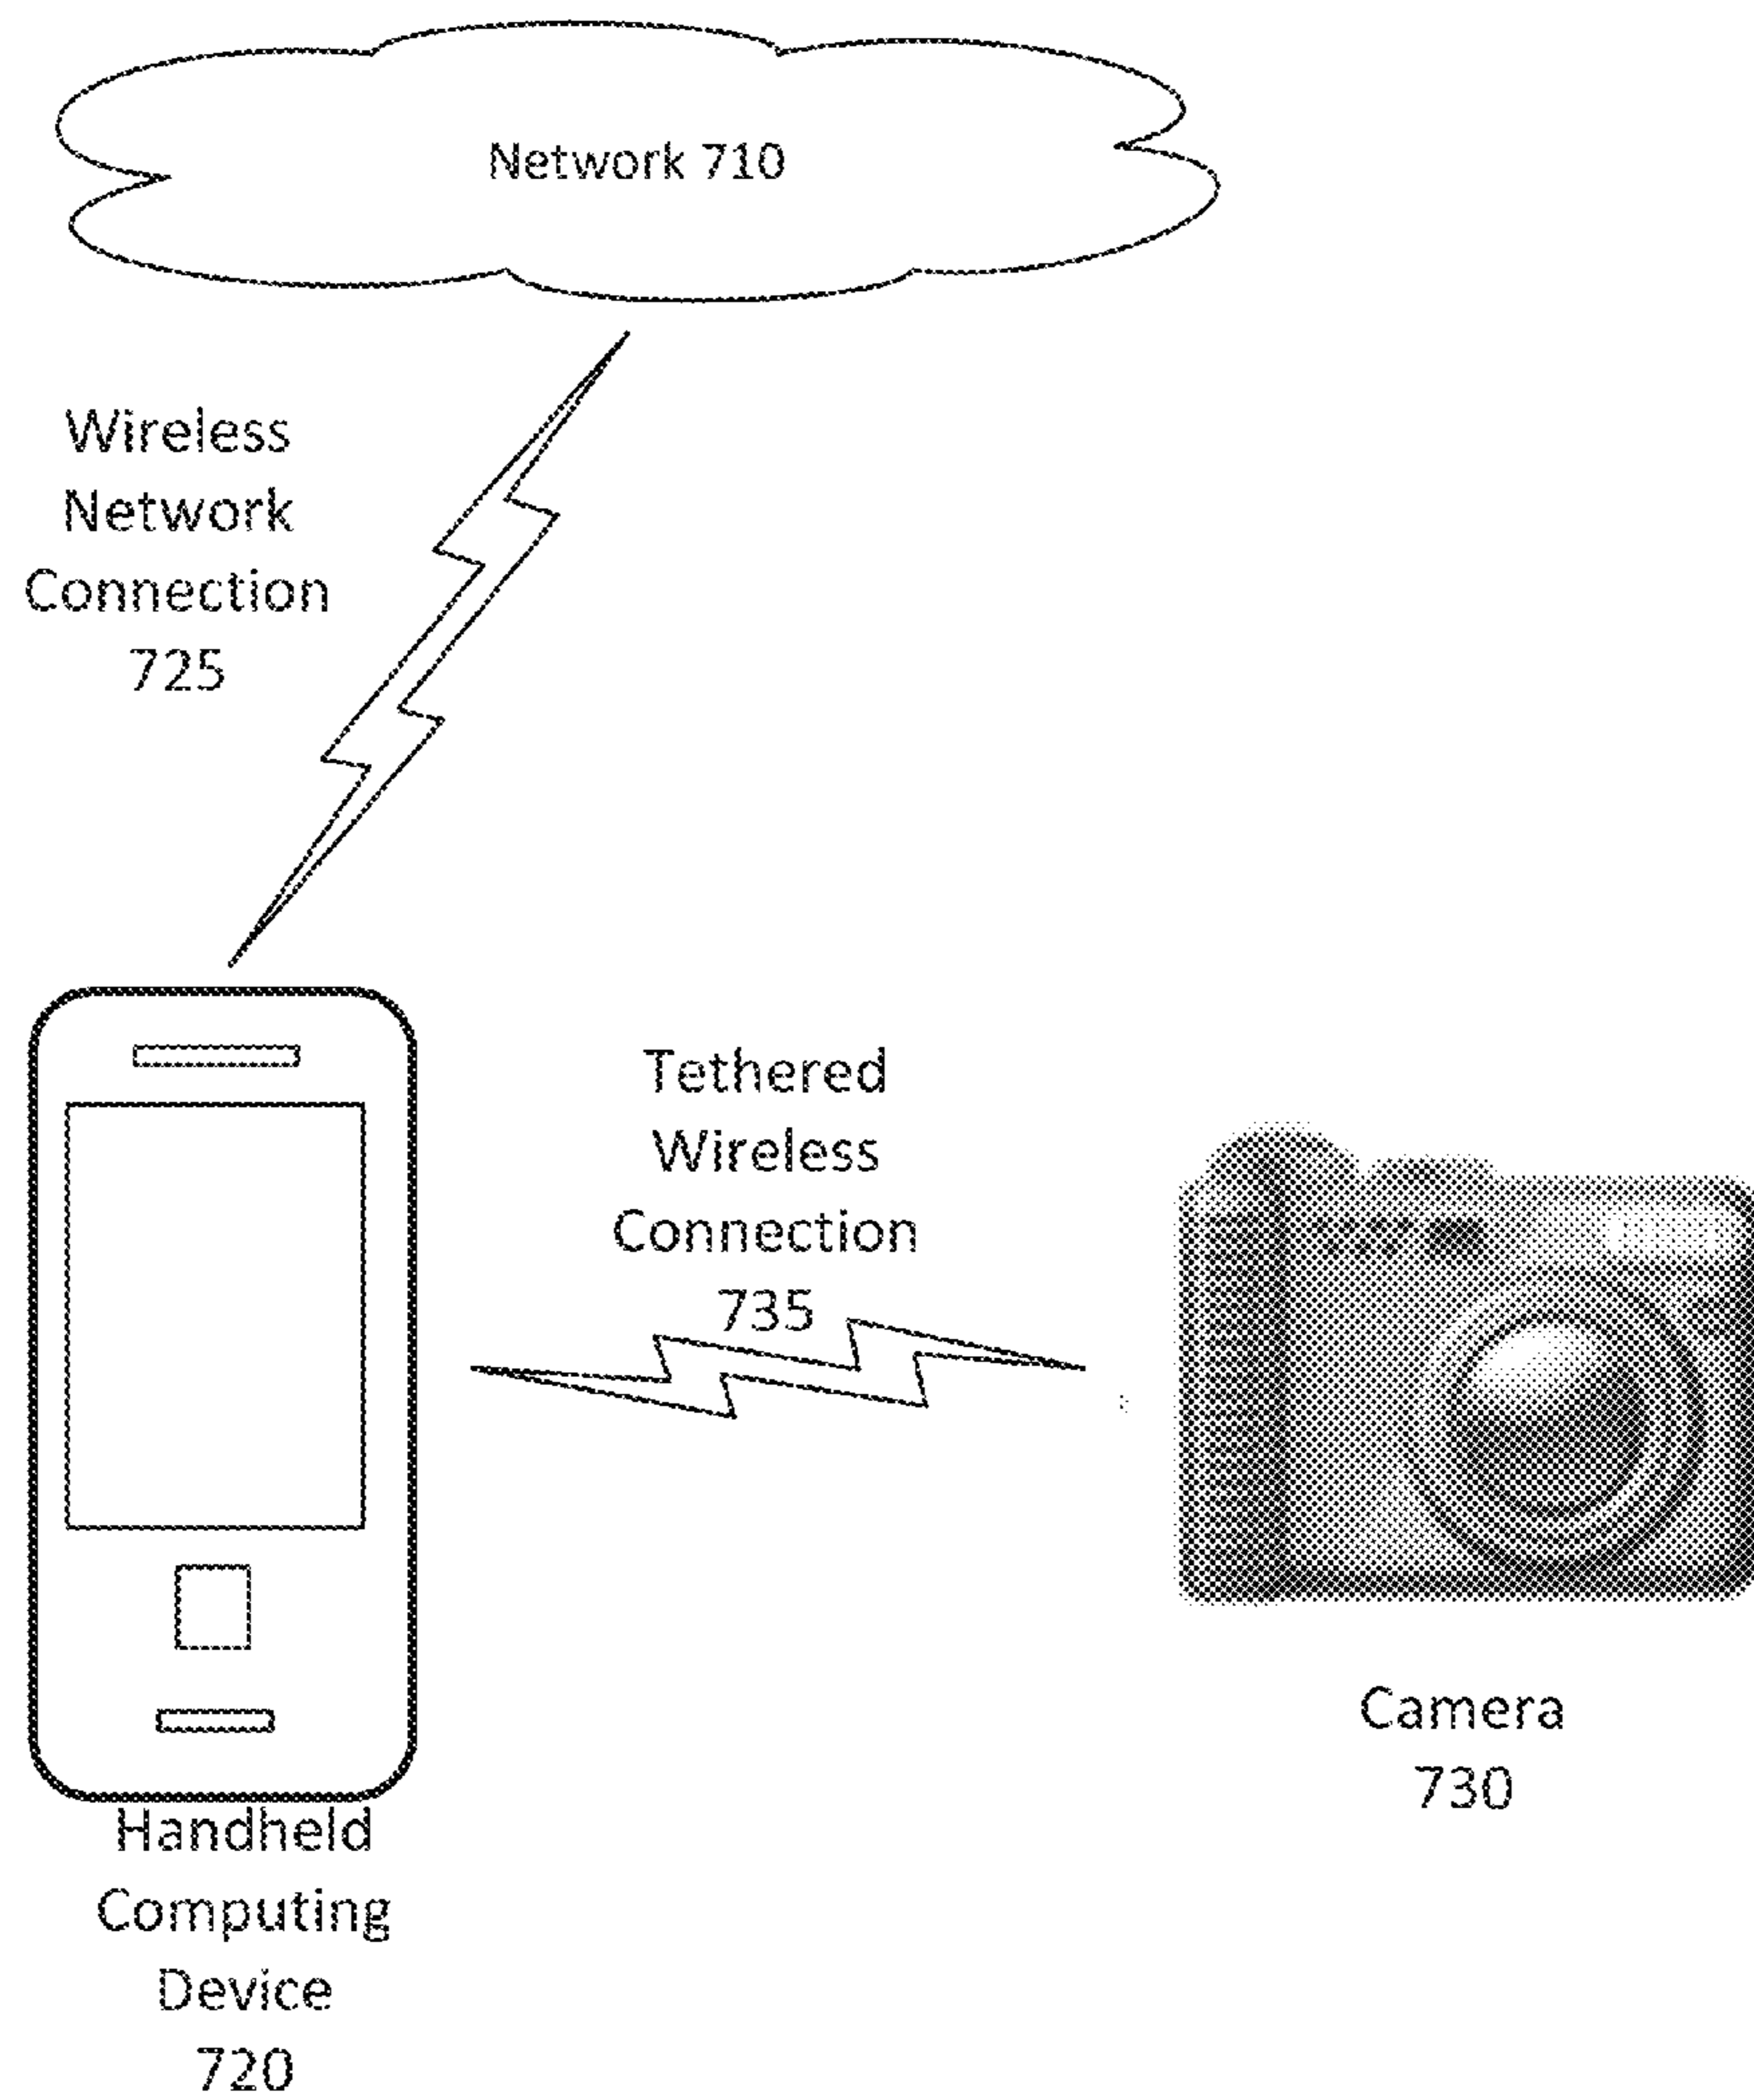 Network 710
Wireless
Network
Connection
725
Tethered
Wireless
Connection
735
Camera
730
Handheld
Computing
Device
720